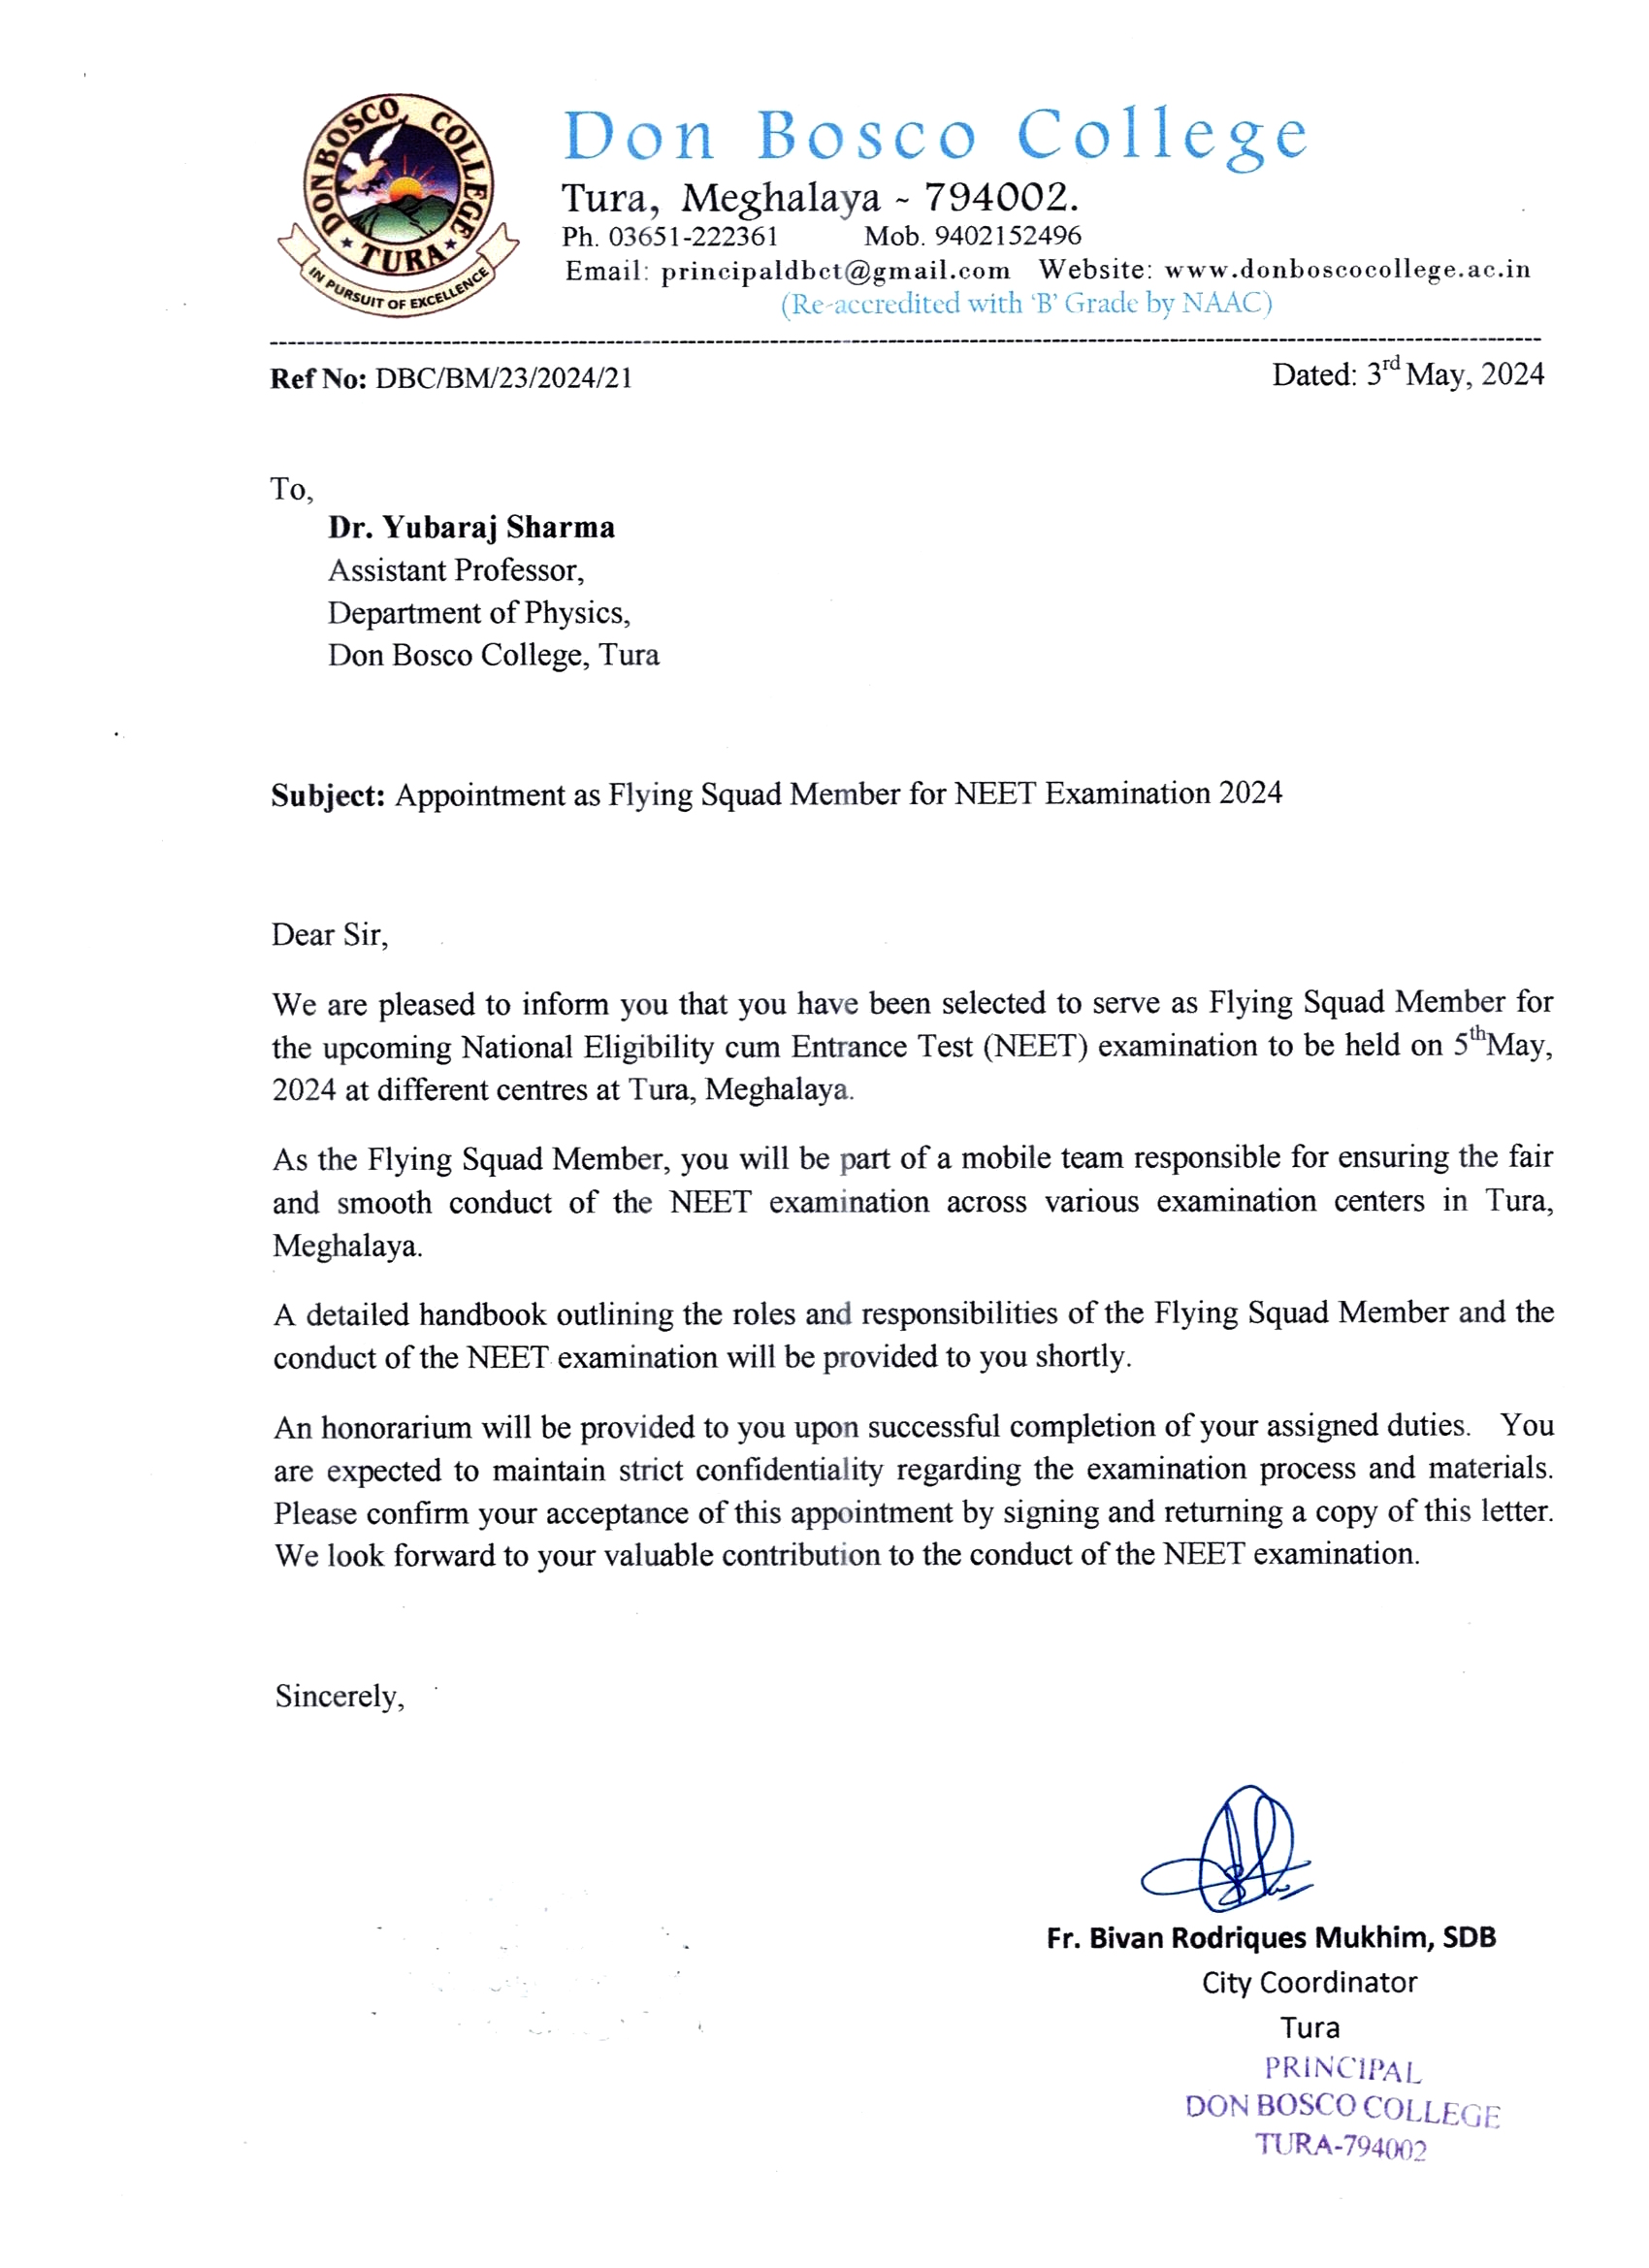 DON BOSCO COLLEGE
TURA
IN PURSUIT OF EXCELLENCE
Don Bosco College
Tura, Meghalaya - 794002.
Ph. 03651-222361 Mob. 9402152496
Email: principaldbct@gmail.com Website: www.donboscocollege.ac.in
(Re-accredited with 'B' Grade by NAAC)
Ref No: DBC/BM/23/2024/21 Dated: 3rd May, 2024
To,
Dr. Yubaraj Sharma
Assistant Professor,
Department of Physics,
Don Bosco College, Tura
Subject: Appointment as Flying Squad Member for NEET Examination 2024
Dear Sir,
We are pleased to inform you that you have been selected to serve as Flying Squad Member for
the upcoming National Eligibility cum Entrance Test (NEET) examination to be held on 5thMay,
2024 at different centres at Tura, Meghalaya.
As the Flying Squad Member, you will be part of a mobile team responsible for ensuring the fair
and smooth conduct of the NEET examination across various examination centers in Tura,
Meghalaya.
A detailed handbook outlining the roles and responsibilities of the Flying Squad Member and the
conduct of the NEET examination will be provided to you shortly.
An honorarium will be provided to you upon successful completion of your assigned duties. You
are expected to maintain strict confidentiality regarding the examination process and materials.
Please confirm your acceptance of this appointment by signing and returning a copy of this letter.
We look forward to your valuable contribution to the conduct of the NEET examination.
Sincerely,
Fr. Bivan Rodriques Mukhim, SDB
City Coordinator
Tura
PRINCIPAL
DON BOSCO COLLEGE
TURA-794002